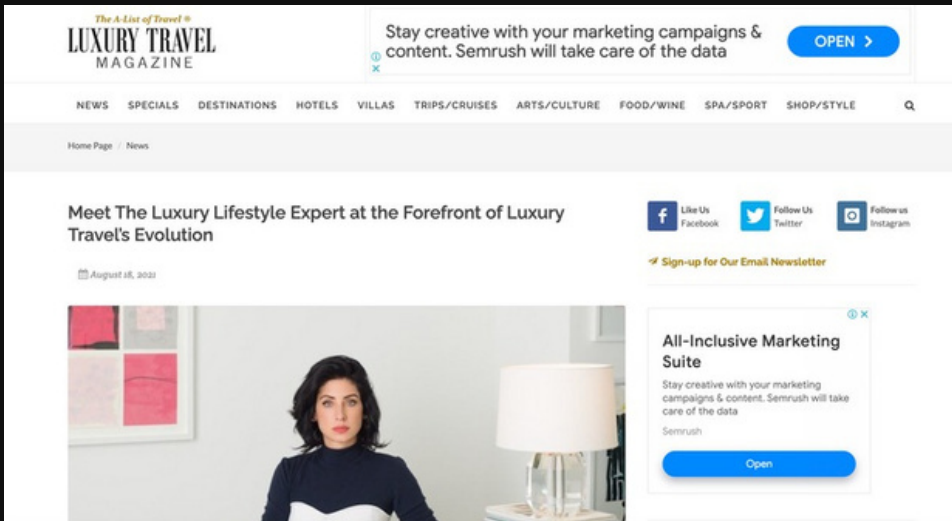 The A-List of Travel ®
LUXURY TRAVEL
MAGAZINE
Stay creative with your marketing campaigns &
content. Semrush will take care of the data
OPEN
NEWS SPECIALS DESTINATIONS HOTELS VILLAS TRIPS/CRUISES ARTS/CULTURE FOOD/WINE SPA/SPORT SHOP/STYLE
Home Page / News
Meet The Luxury Lifestyle Expert at the Forefront of Luxury
Travel's Evolution
August 18, 2021
Like Us
Facebook
Follow Us
Twitter
Follow us
Instagram
Sign-up for Our Email Newsletter
All-Inclusive Marketing
Suite
Stay creative with your marketing
campaigns & content. Semrush will take
care of the data
Semrush
Open